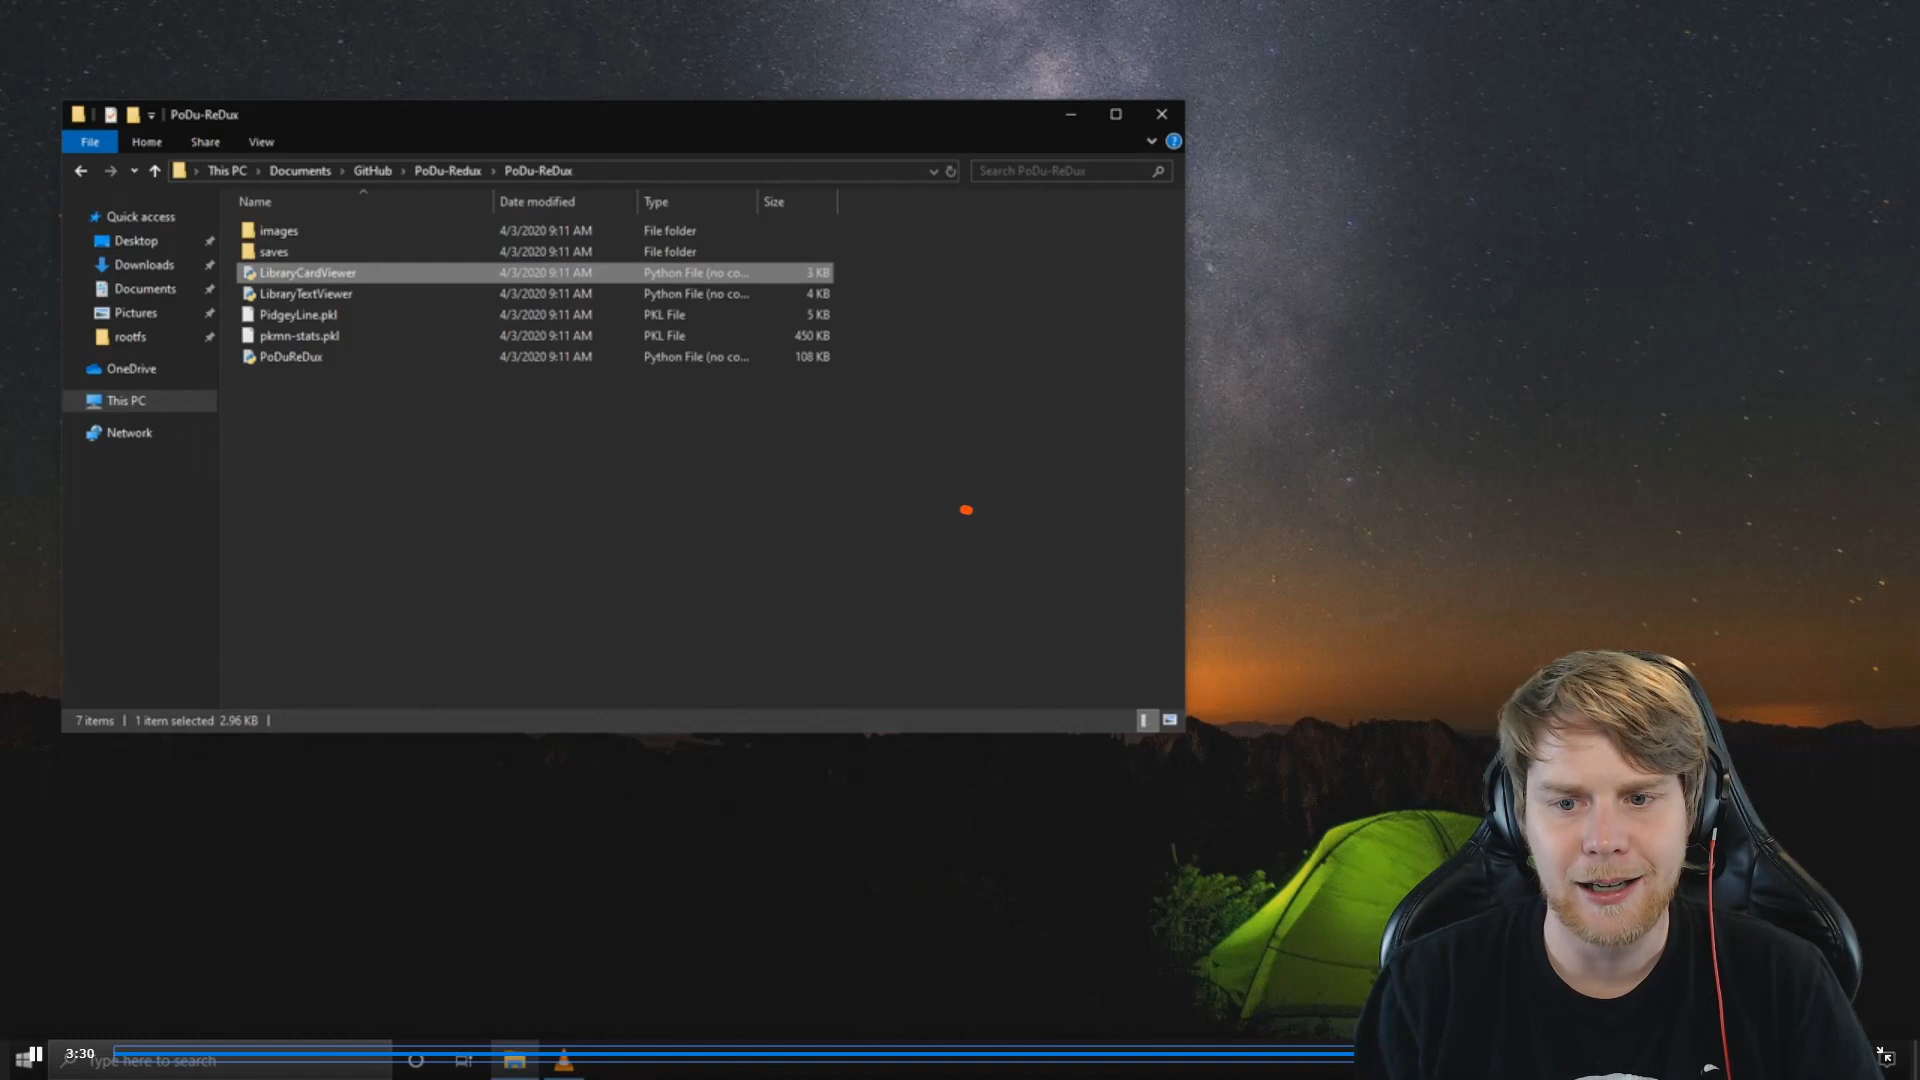 PoDu-ReDux
File Home Share View
This PC Documents GitHub PoDu-Redux PoDu-ReDux Search PoDu-ReDux
Name Date modified Type Size
Quick access
Desktop
Downloads
Documents
Pictures
rootfs
OneDrive
This PC
Network
images 4/3/2020 9:11 AM File folder
saves 4/3/2020 9:11 AM File folder
LibraryCardViewer 4/3/2020 9:11 AM Python File (no co... 3 KB
LibraryTextViewer 4/3/2020 9:11 AM Python File (no co... 4 KB
PidgeyLine.pkl 4/3/2020 9:11 AM PKL File 5 KB
pkmn-stats.pkl 4/3/2020 9:11 AM PKL File 450 KB
PoDuReDux 4/3/2020 9:11 AM Python File (no co... 108 KB
7 items 1 item selected 2.96 KB
3:30 Type here to search